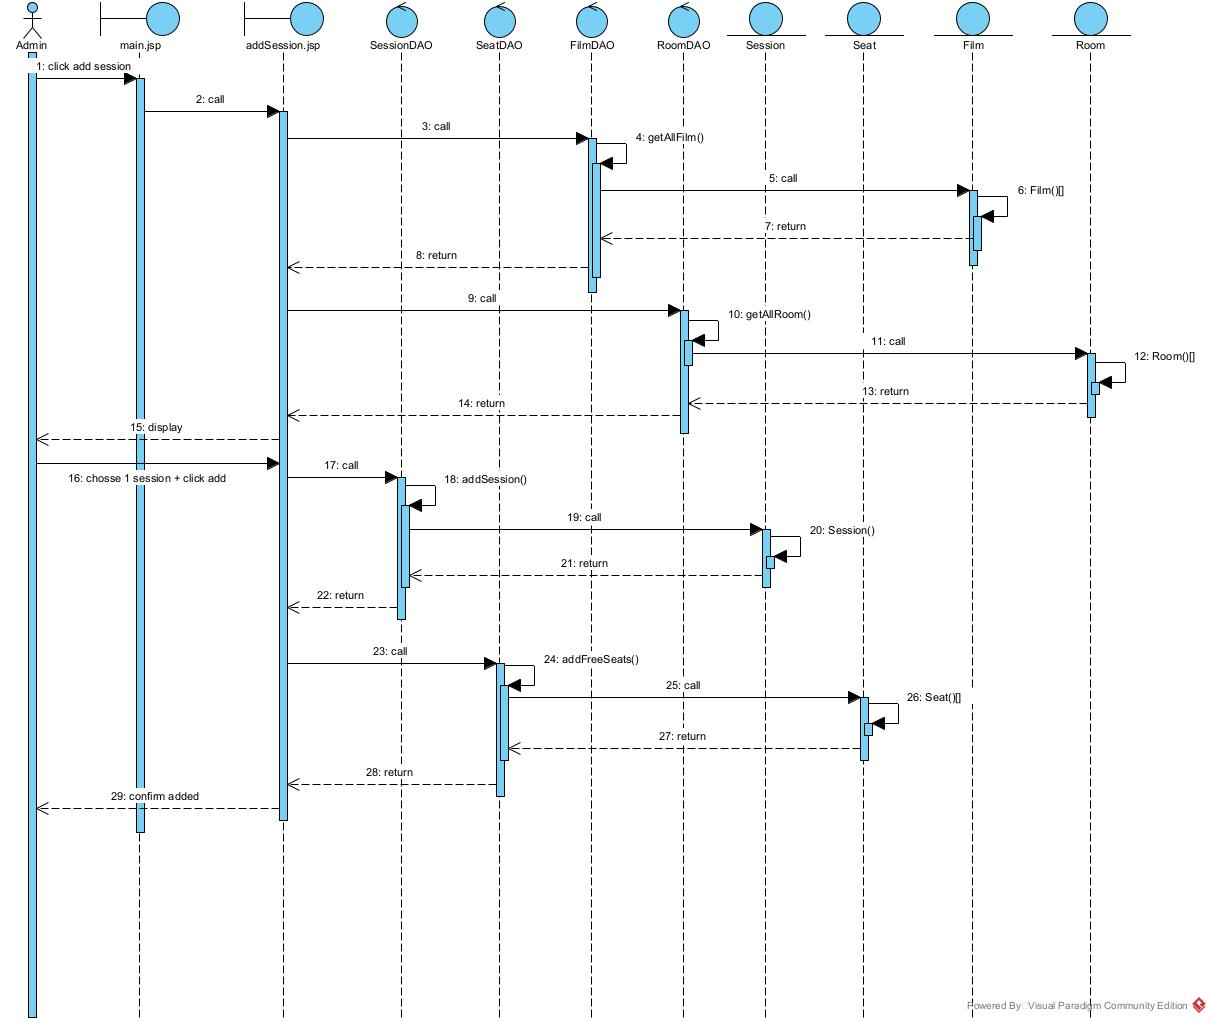 Admin
main.jsp
addSession.jsp
SessionDAO
SeatDAO
FilmDAO
RoomDAO
Session
Seat
Film
Room
1: click add session
2: call
3: call
4: getAllFilm()
5: call
6: Film()[]
7: return
8: return
9: call
10: getAllRoom()
11: call
12: Room()[]
13: return
14: return
15: display
16: chosse 1 session + click add
17: call
18: addSession()
19: call
20: Session()
21: return
22: return
23: call
24: addFreeSeats()
25: call
26: Seat()[]
27: return
28: return
29: confirm added
Powered By Visual Paradigm Community Edition